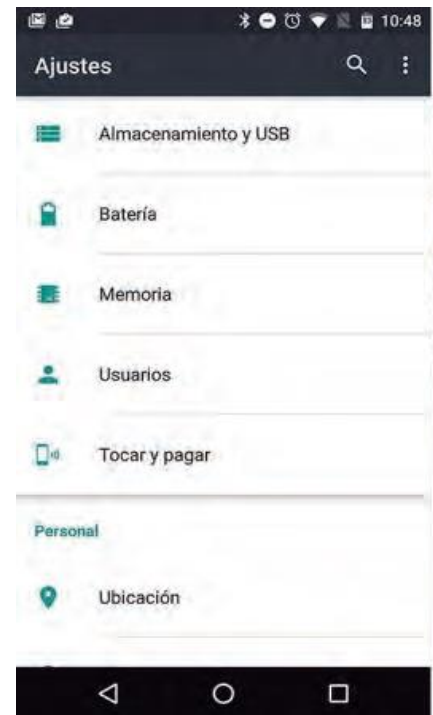 10:48
Ajustes
Almacenamiento y USB
Batería
Memoria
Usuarios
Tocar y pagar
Personal
Ubicación